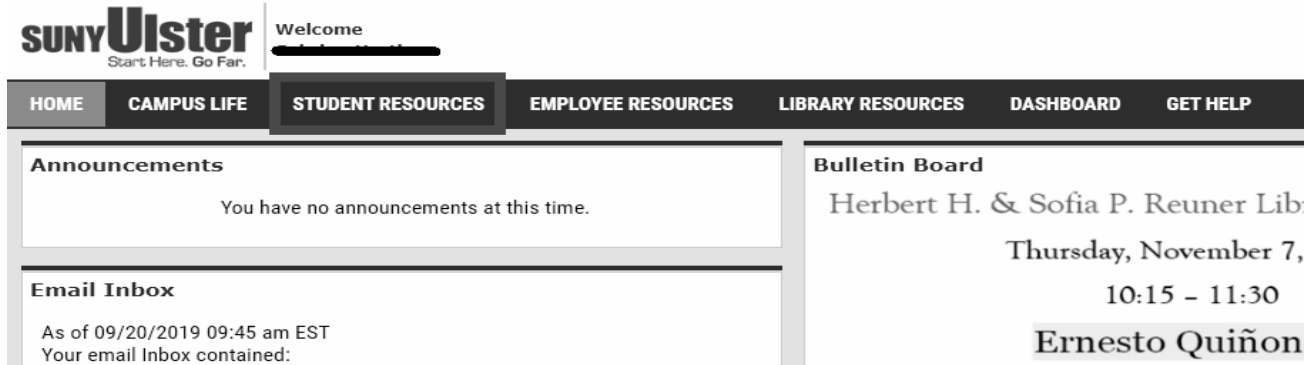 SUNY Ulster
Start Here. Go Far.
Welcome
HOME CAMPUS LIFE STUDENT RESOURCES EMPLOYEE RESOURCES LIBRARY RESOURCES DASHBOARD GET HELP
Announcements
You have no announcements at this time.
Email Inbox
As of 09/20/2019 09:45 am EST
Your email Inbox contained:
Bulletin Board
Herbert H. & Sofia P. Reuner
Thursday, November 7,
10:15 – 11:30
Ernesto Quiñon